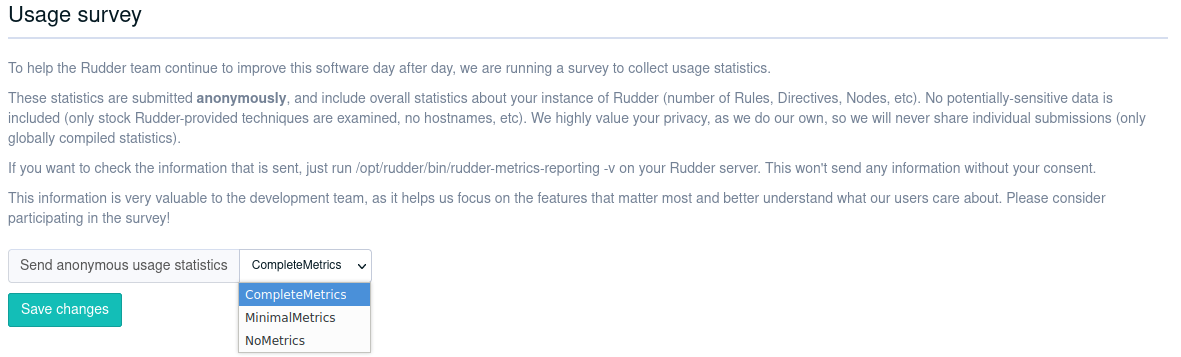 Usage survey
To help the Rudder team continue to improve this software day after day, we are running a survey to collect usage statistics.
These statistics are submitted anonymously, and include overall statistics about your instance of Rudder (number of Rules, Directives, Nodes, etc). No potentially-sensitive data is
included (only stock Rudder-provided techniques are examined, no hostnames, etc). We highly value your privacy, as we do our own, so we will never share individual submissions (only
globally compiled statistics).
If you want to check the information that is sent, just run /opt/rudder/bin/rudder-metrics-reporting -v on your Rudder server. This won't send any information without your consent.
This information is very valuable to the development team, as it helps us focus on the features that matter most and better understand what our users care about. Please consider
participating in the survey!
Send anonymous usage statistics CompleteMetrics
CompleteMetrics
Save changes
MinimalMetrics
NoMetrics